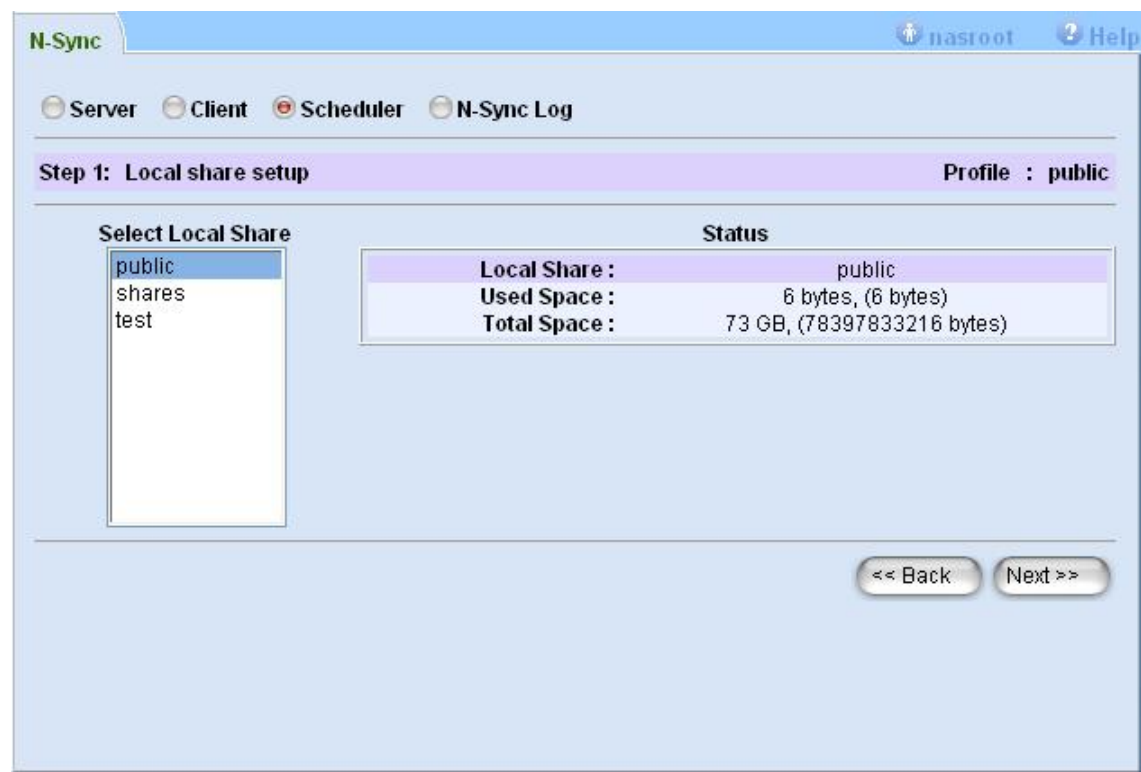 N-Sync
nasroot Help
Server Client Scheduler N-Sync Log
Step 1: Local share setup Profile : public
Select Local Share
public
shares
test
Status
Local Share : public
Used Space : 6 bytes, (6 bytes)
Total Space : 73 GB, (78397833216 bytes)
<< Back Next >>